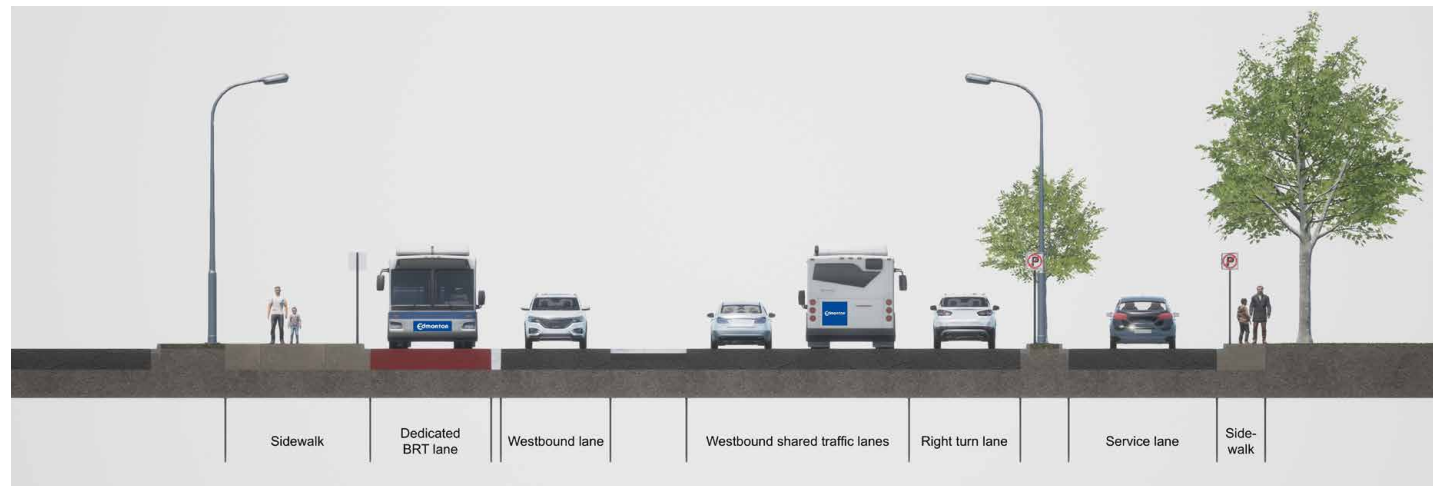 P
P
Edmonton
Edmonton
Sidewalk
Dedicated
BRT lane
Westbound lane
Westbound shared traffic lanes
Right turn lane
Service lane
Side-
walk